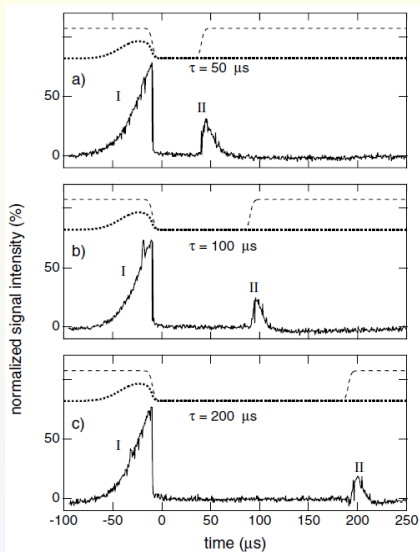 normalized signal intensity (%)
τ = 50 μs
a)
50
I
II
0
τ = 100 μs
b)
50
I
II
0
τ = 200 μs
c)
50
I
II
0
-100 -50 0 50 100 150 200 250
time (μs)